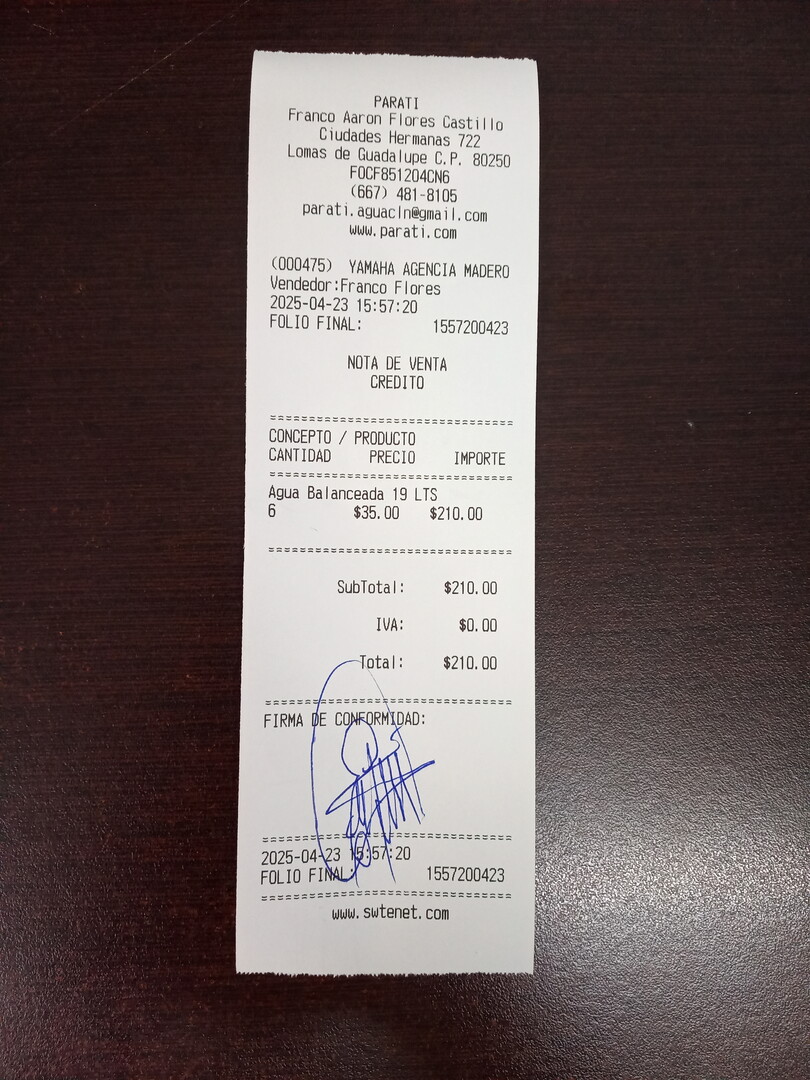 PARATI
Franco Aaron Flores Castillo
Ciudades Hermanas 722
Lomas de Guadalupe C.P. 80250
FOCF851204CN6
(667) 481-8105
parati.aguacln@gmail.com
www.parati.com
(000475) YAMAHA AGENCIA MADERO
Vendedor:Franco Flores
2025-04-23 15:57:20
FOLIO FINAL: 1557200423
NOTA DE VENTA
CREDITO
CONCEPTO / PRODUCTO
CANTIDAD PRECIO IMPORTE
Agua Balanceada 19 LTS
6 $35.00 $210.00
SubTotal: $210.00
IVA: $0.00
Total: $210.00
FIRMA DE CONFORMIDAD:
2025-04-23 15:57:20
FOLIO FINAL: 1557200423
www.swtenet.com